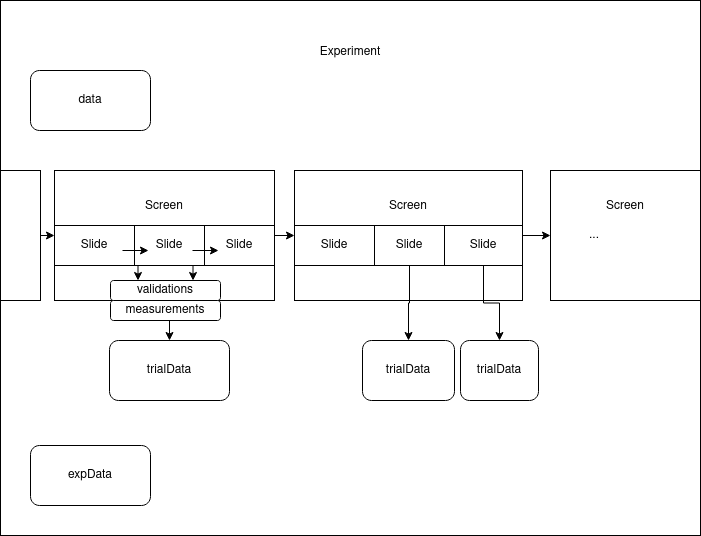 Experiment
data
Screen
Screen
Screen
Slide
Slide
Slide
Slide
Slide
Slide
...
validations
measurements
trialData
trialData
trialData
expData